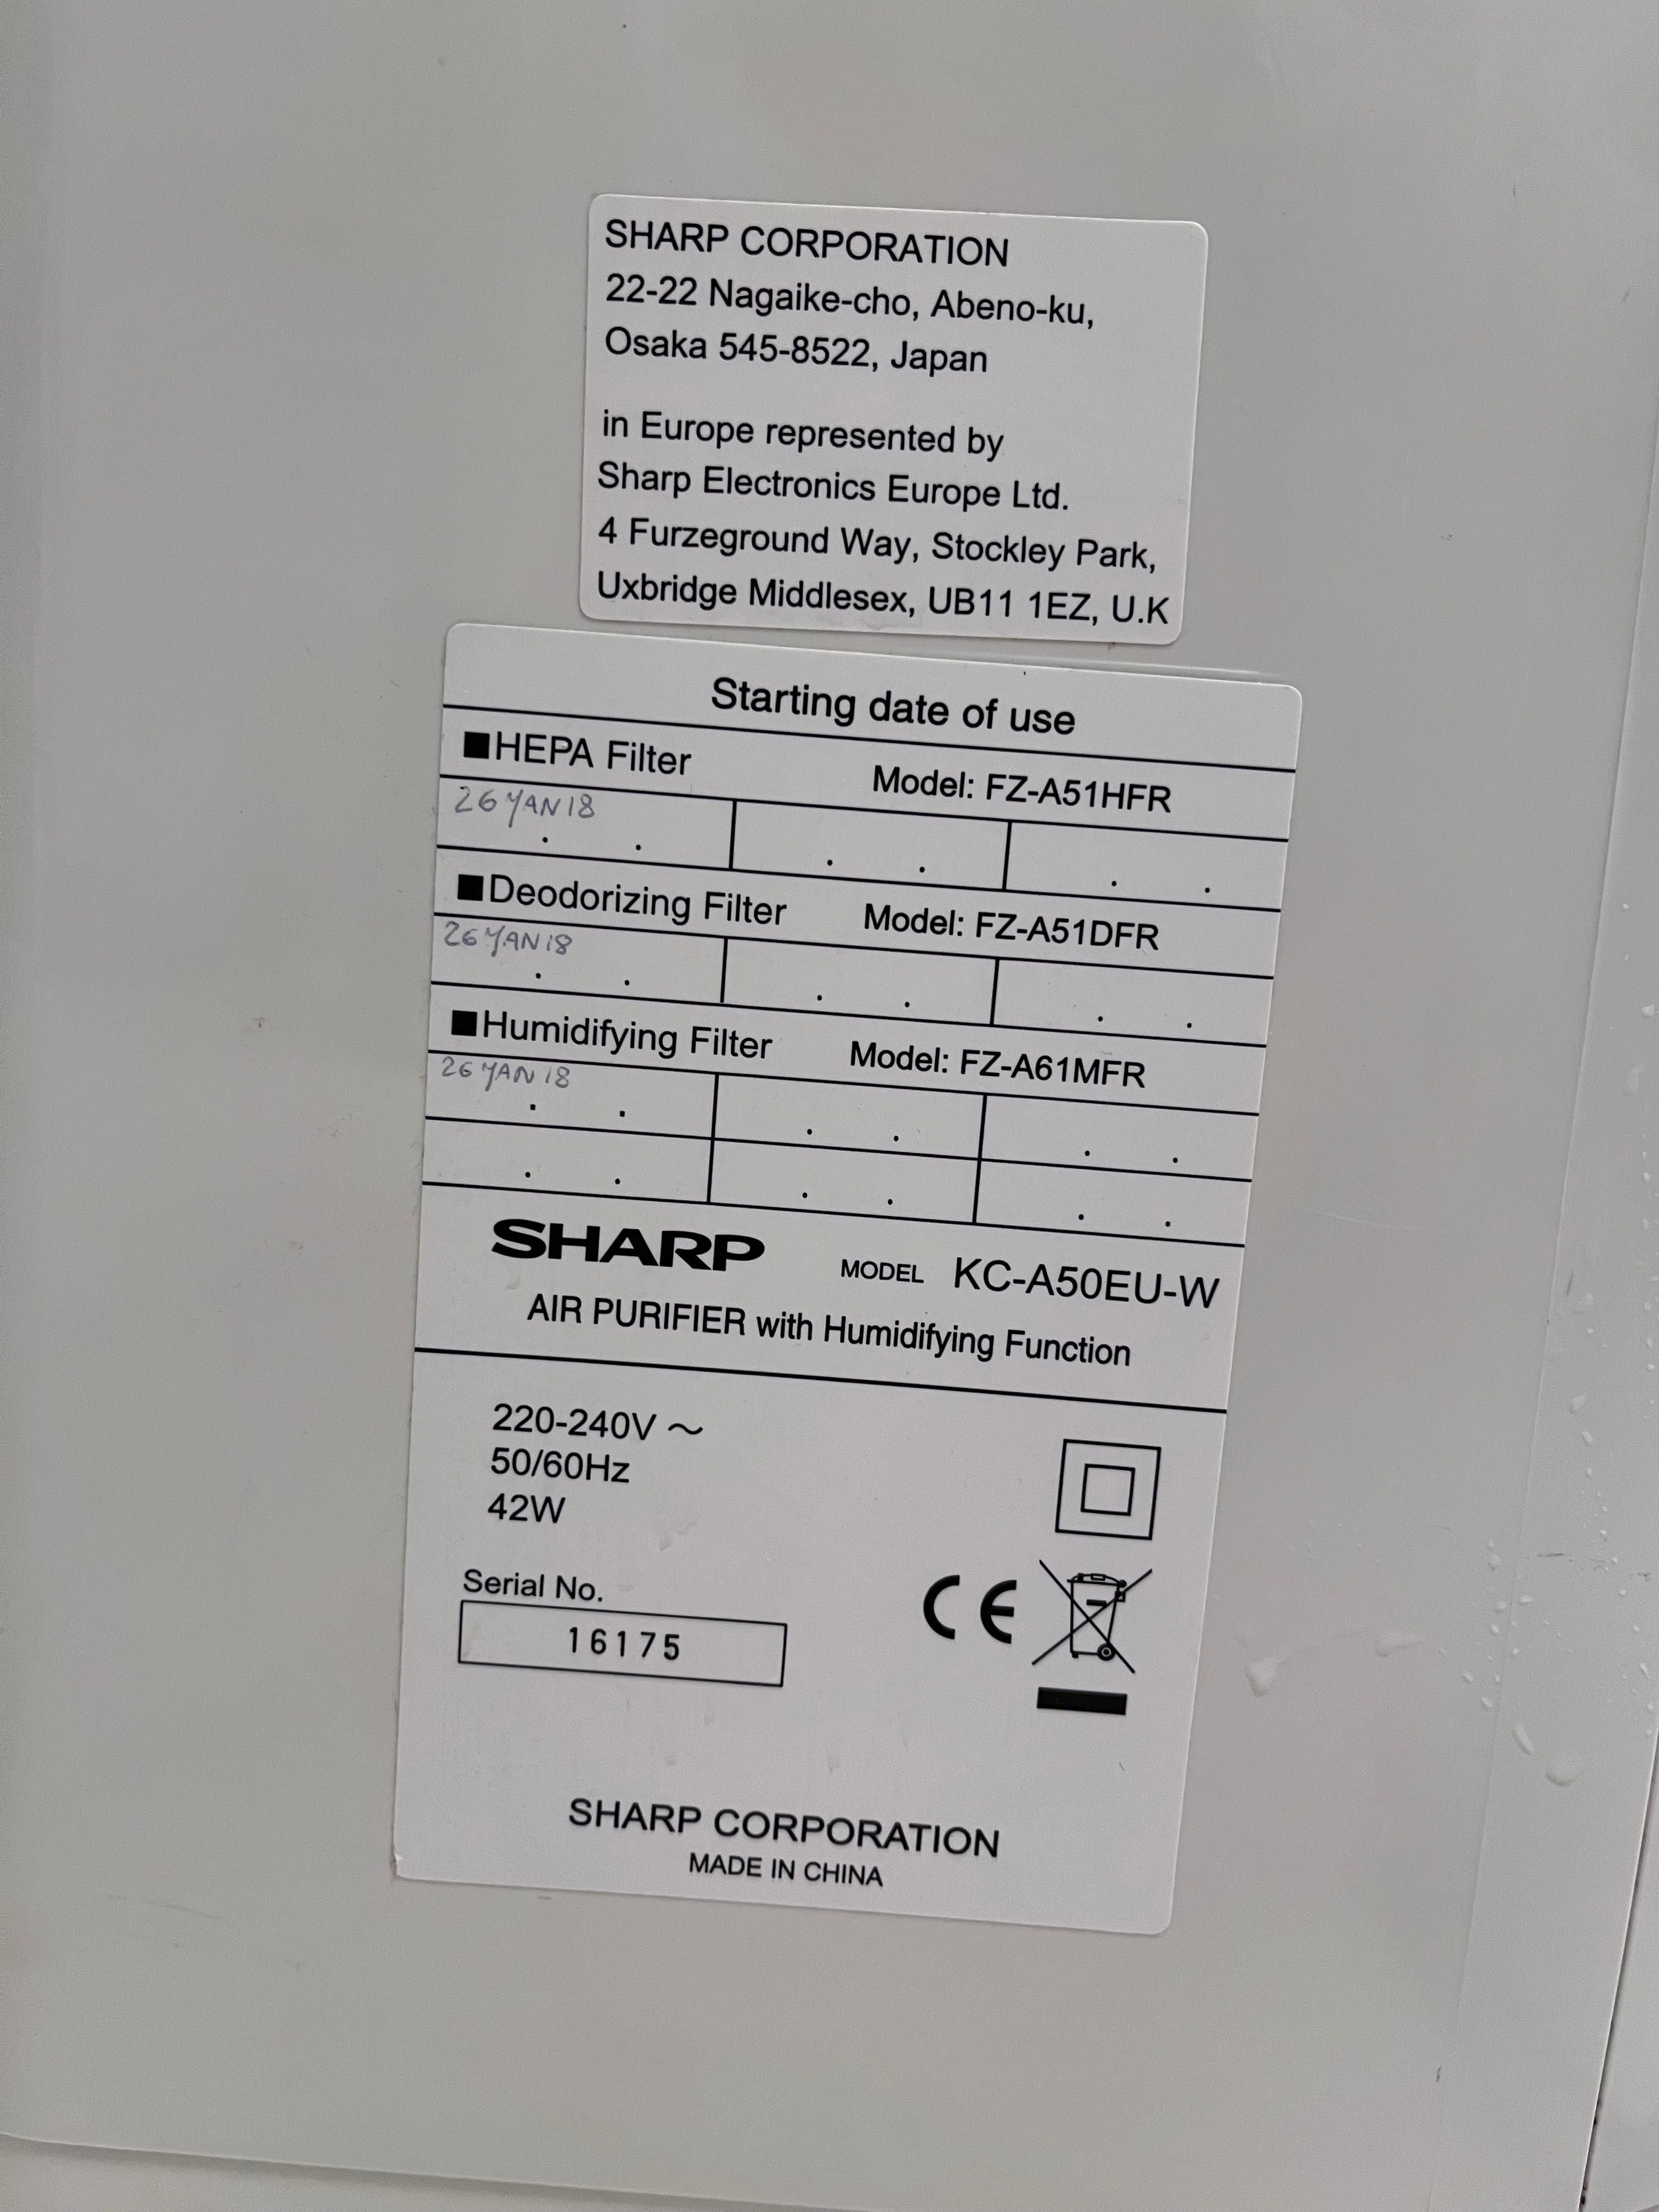 SHARP CORPORATION
22-22 Nagaike-cho, Abeno-ku,
Osaka 545-8522, Japan
in Europe represented by
Sharp Electronics Europe Ltd.
4 Furzeground Way, Stockley Park,
Uxbridge Middlesex, UB11 1EZ, U.K
Starting date of use
■HEPA Filter Model: FZ-A51HFR
26 JAN 18
■Deodorizing Filter Model: FZ-A51DFR
26 JAN 18
■Humidifying Filter Model: FZ-A61MFR
26 JAN 18
SHARP MODEL KC-A50EU-W
AIR PURIFIER with Humidifying Function
220-240V ～
50/60Hz
42W
Serial No.
16175
CE
SHARP CORPORATION
MADE IN CHINA